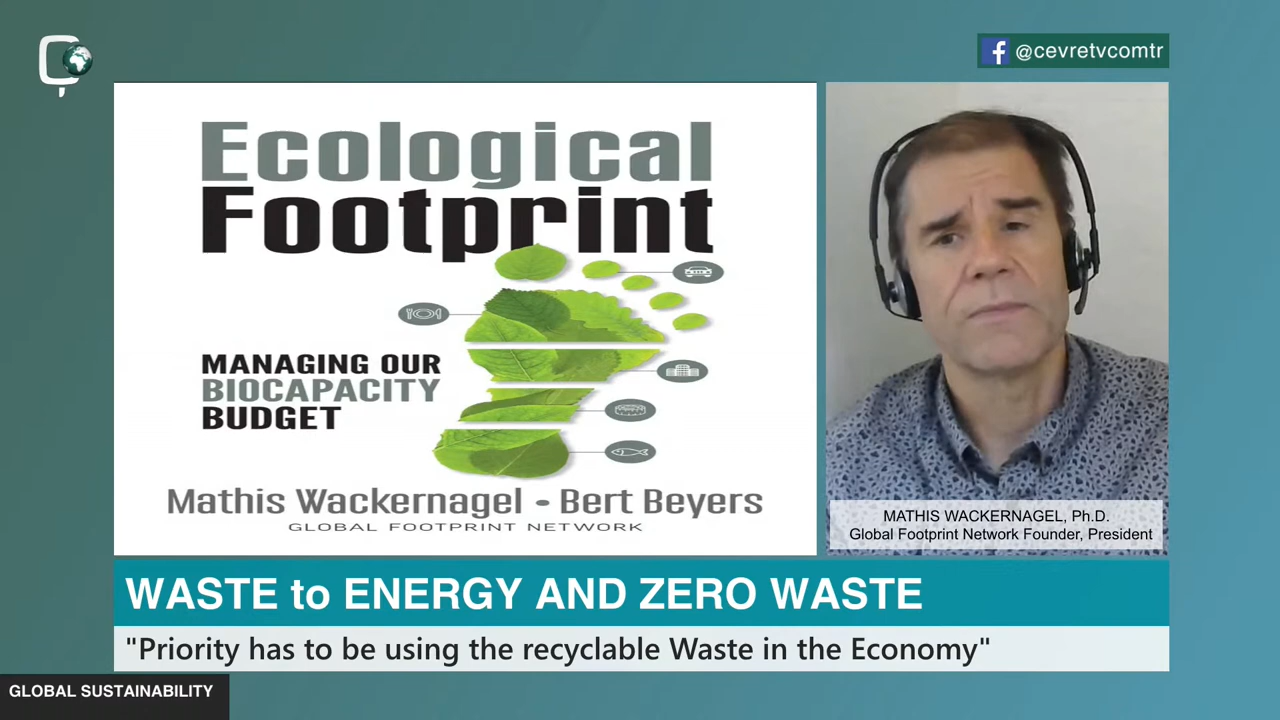 @cevretvcomtr
Ecological
Footprint
MANAGING OUR
BIOCAPACITY
BUDGET
Mathis Wackernagel • Bert Beyers
GLOBAL FOOTPRINT NETWORK
MATHIS WACKERNAGEL, Ph.D.
Global Footprint Network Founder, President
WASTE to ENERGY AND ZERO WASTE
"Priority has to be using the recyclable Waste in the Economy"
GLOBAL SUSTAINABILITY